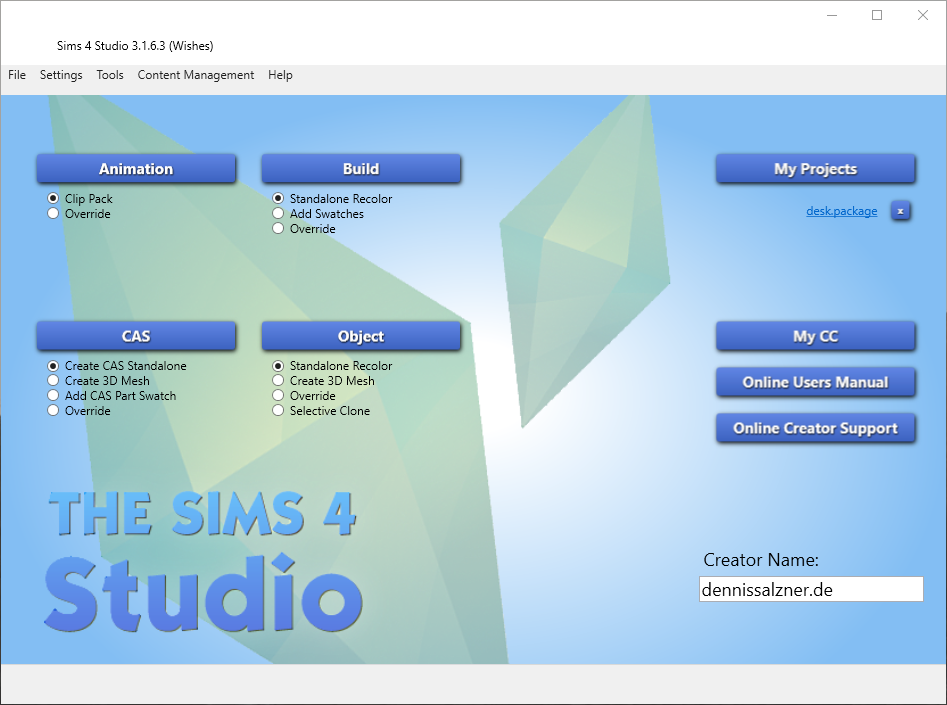 Sims 4 Studio 3.1.6.3 (Wishes)
File Settings Tools Content Management Help
Animation
Clip Pack
Override
Build
Standalone Recolor
Add Swatches
Override
My Projects
desk.package x
CAS
Create CAS Standalone
Create 3D Mesh
Add CAS Part Swatch
Override
Object
Standalone Recolor
Create 3D Mesh
Override
Selective Clone
My CC
Online Users Manual
Online Creator Support
THE SIMS 4
Studio
Creator Name:
dennissalzner.de